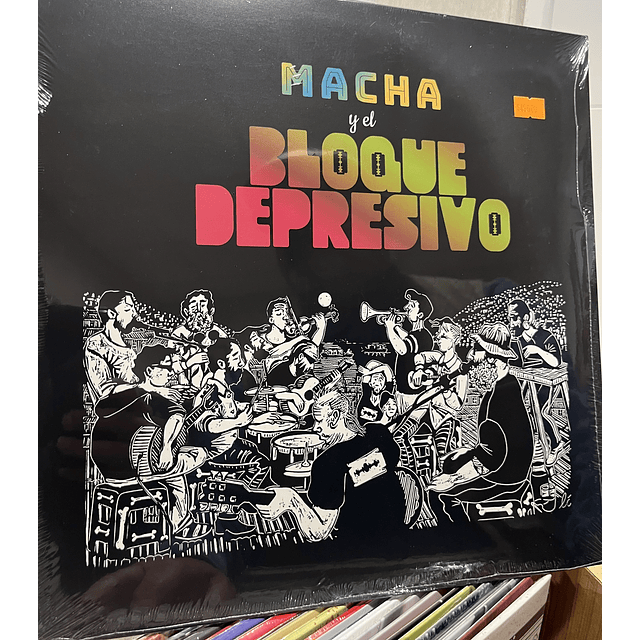 MACHA
y el
BLOQUE
DEPRESIVO